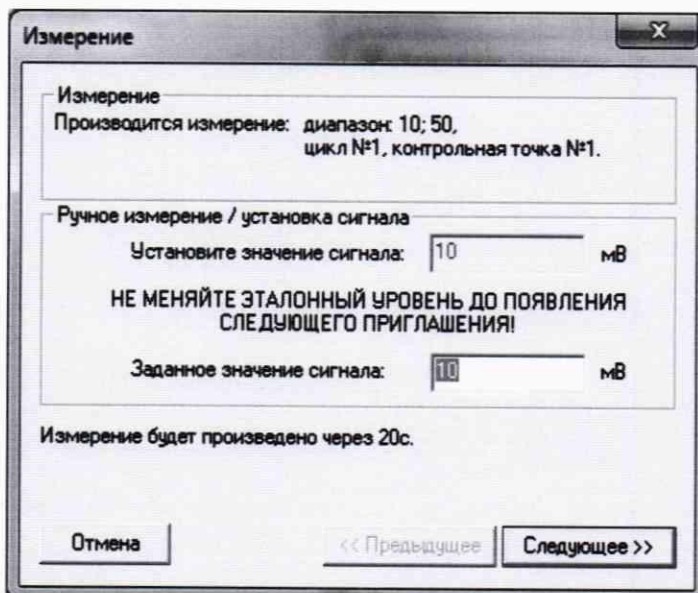 Измерение
x
Измерение
Производится измерение: диапазон: 10; 50,
цикл №1, контрольная точка №1.
Ручное измерение / установка сигнала
Установите значение сигнала: 10 мВ
НЕ МЕНЯЙТЕ ЭТАЛОННЫЙ УРОВЕНЬ ДО ПОЯВЛЕНИЯ
СЛЕДУЮЩЕГО ПРИГЛАШЕНИЯ!
Заданное значение сигнала: 10 мВ
Измерение будет произведено через 20с.
Отмена << Предыдущее Следующее >>